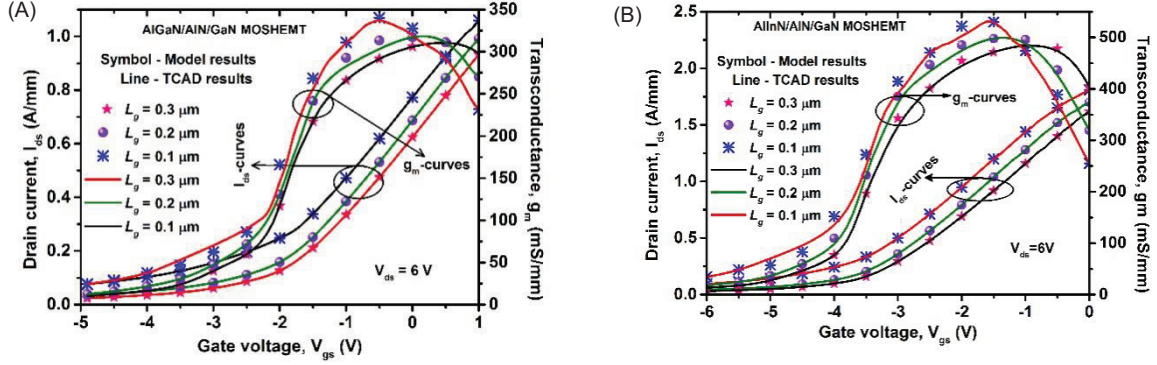 (A)
AlGaN/AlN/GaN MOSHEMT
Symbol - Model results
Line - TCAD results
Lg = 0.3 μm
Lg = 0.2 μm
Lg = 0.1 μm
Lg = 0.3 μm
Lg = 0.2 μm
Lg = 0.1 μm
Ids-curves
gm-curves
Vds = 6 V
Drain current, Ids (A/mm)
1.0
0.8
0.6
0.4
0.2
0.0
-5 -4 -3 -2 -1 0 1
Gate voltage, Vgs (V)
350
300
250
200
150
100
50
0
Transconductance, gm (mS/mm)
(B)
AlInN/AlN/GaN MOSHEMT
Symbol - Model results
Line - TCAD results
Lg = 0.3 μm
Lg = 0.2 μm
Lg = 0.1 μm
Lg = 0.3 μm
Lg = 0.2 μm
Lg = 0.1 μm
gm-curves
Ids-curves
Vds=6V
Drain current, Ids (A/mm)
2.5
2.0
1.5
1.0
0.5
0.0
-6 -5 -4 -3 -2 -1 0
Gate voltage, Vgs (V)
500
400
300
200
100
0
Transconductance, gm (mS/mm)